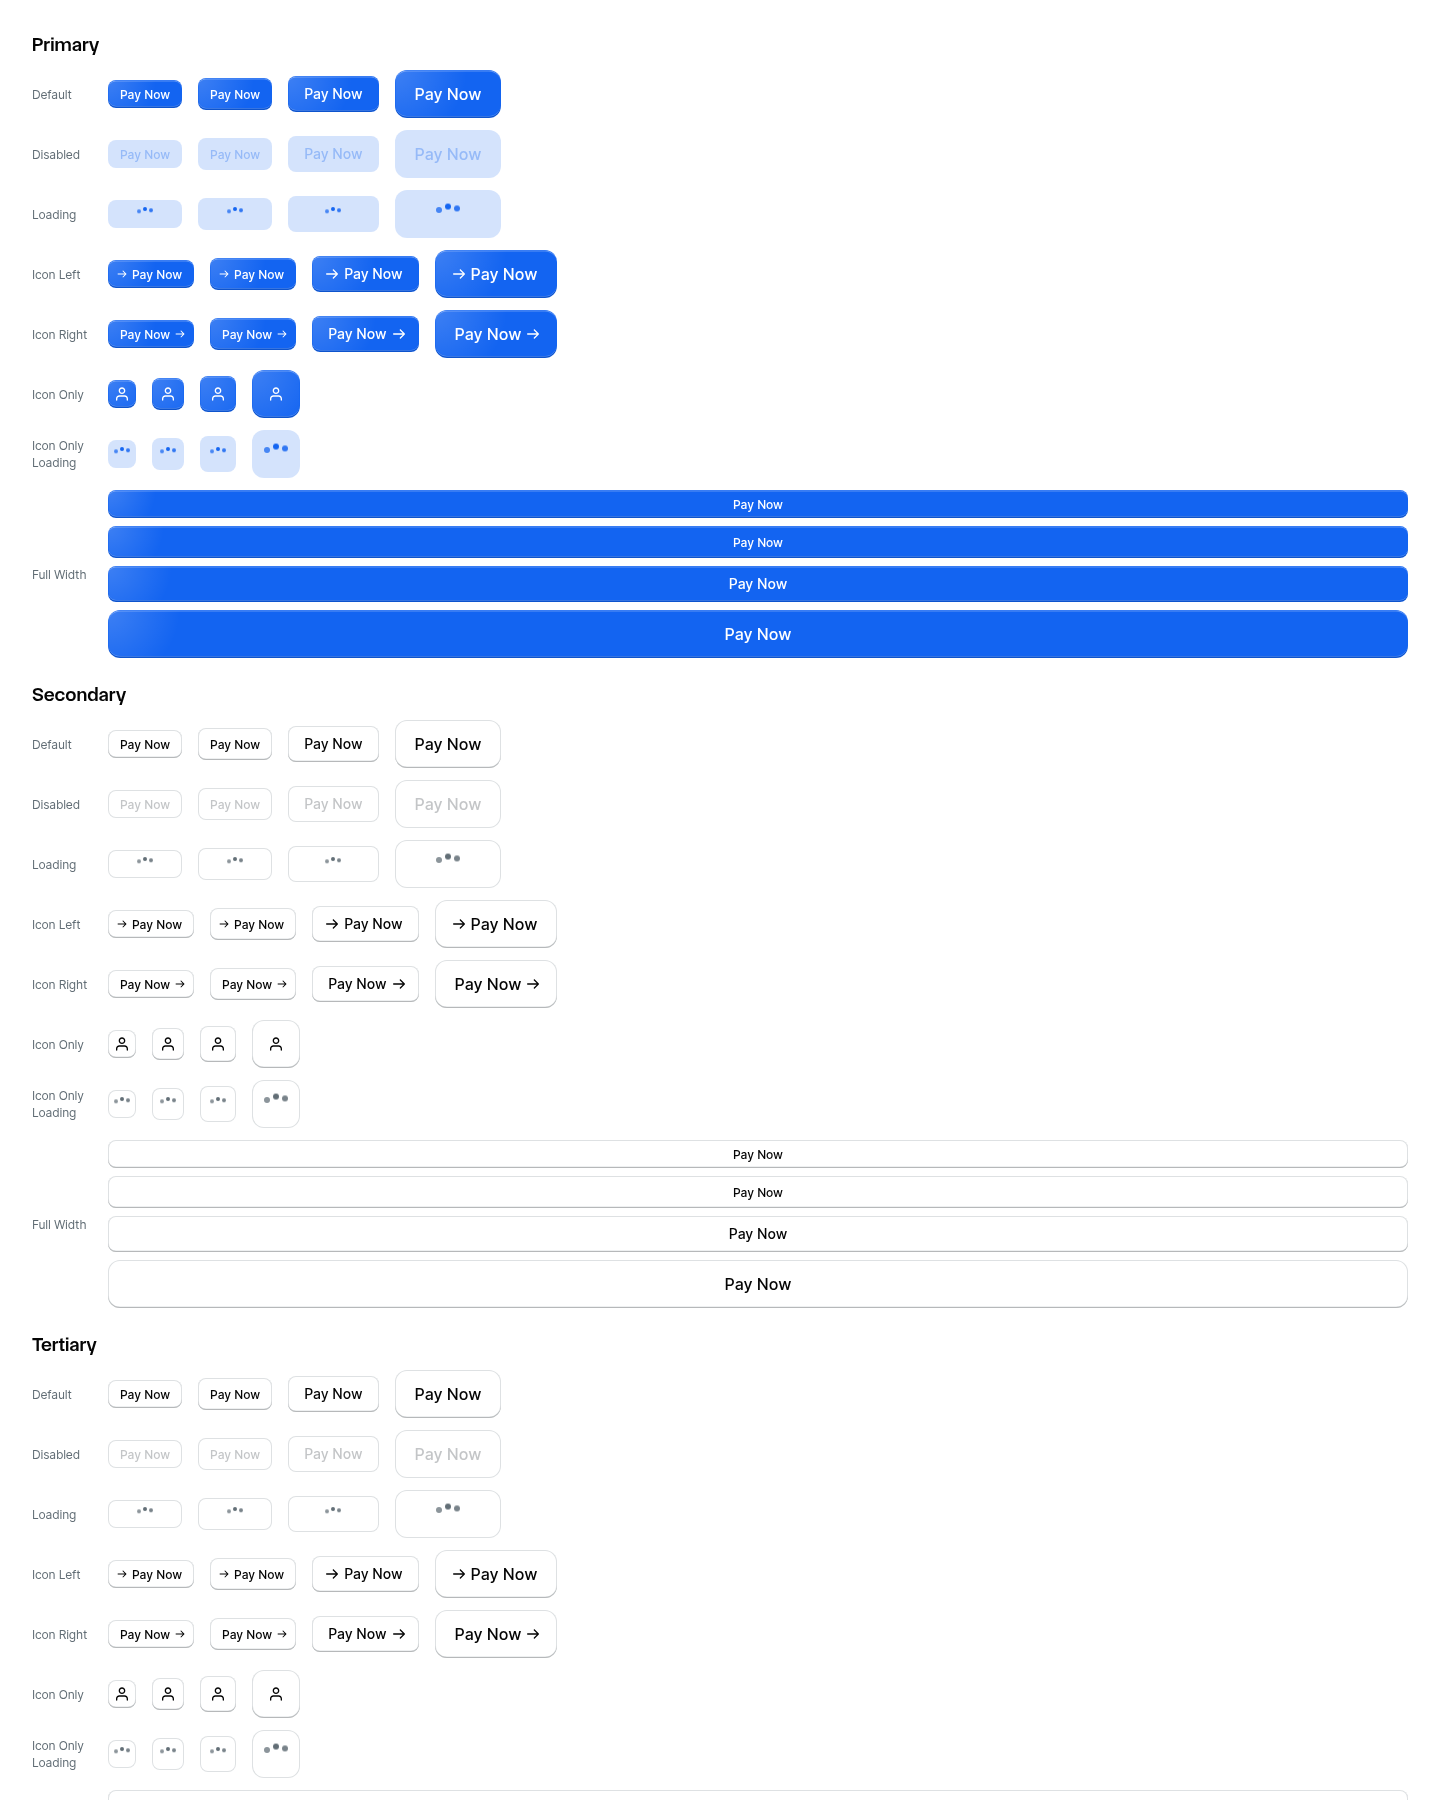 Primary
Default Pay Now Pay Now Pay Now Pay Now
Disabled Pay Now Pay Now Pay Now Pay Now
Loading
Icon Left Pay Now Pay Now Pay Now Pay Now
Icon Right Pay Now Pay Now Pay Now Pay Now
Icon Only
Icon Only
Loading
Pay Now
Pay Now
Full Width
Pay Now
Pay Now
Secondary
Default Pay Now Pay Now Pay Now Pay Now
Disabled Pay Now Pay Now Pay Now Pay Now
Loading
Icon Left Pay Now Pay Now Pay Now Pay Now
Icon Right Pay Now Pay Now Pay Now Pay Now
Icon Only
Icon Only
Loading
Pay Now
Pay Now
Full Width
Pay Now
Pay Now
Tertiary
Default Pay Now Pay Now Pay Now Pay Now
Disabled Pay Now Pay Now Pay Now Pay Now
Loading
Icon Left Pay Now Pay Now Pay Now Pay Now
Icon Right Pay Now Pay Now Pay Now Pay Now
Icon Only
Icon Only
Loading